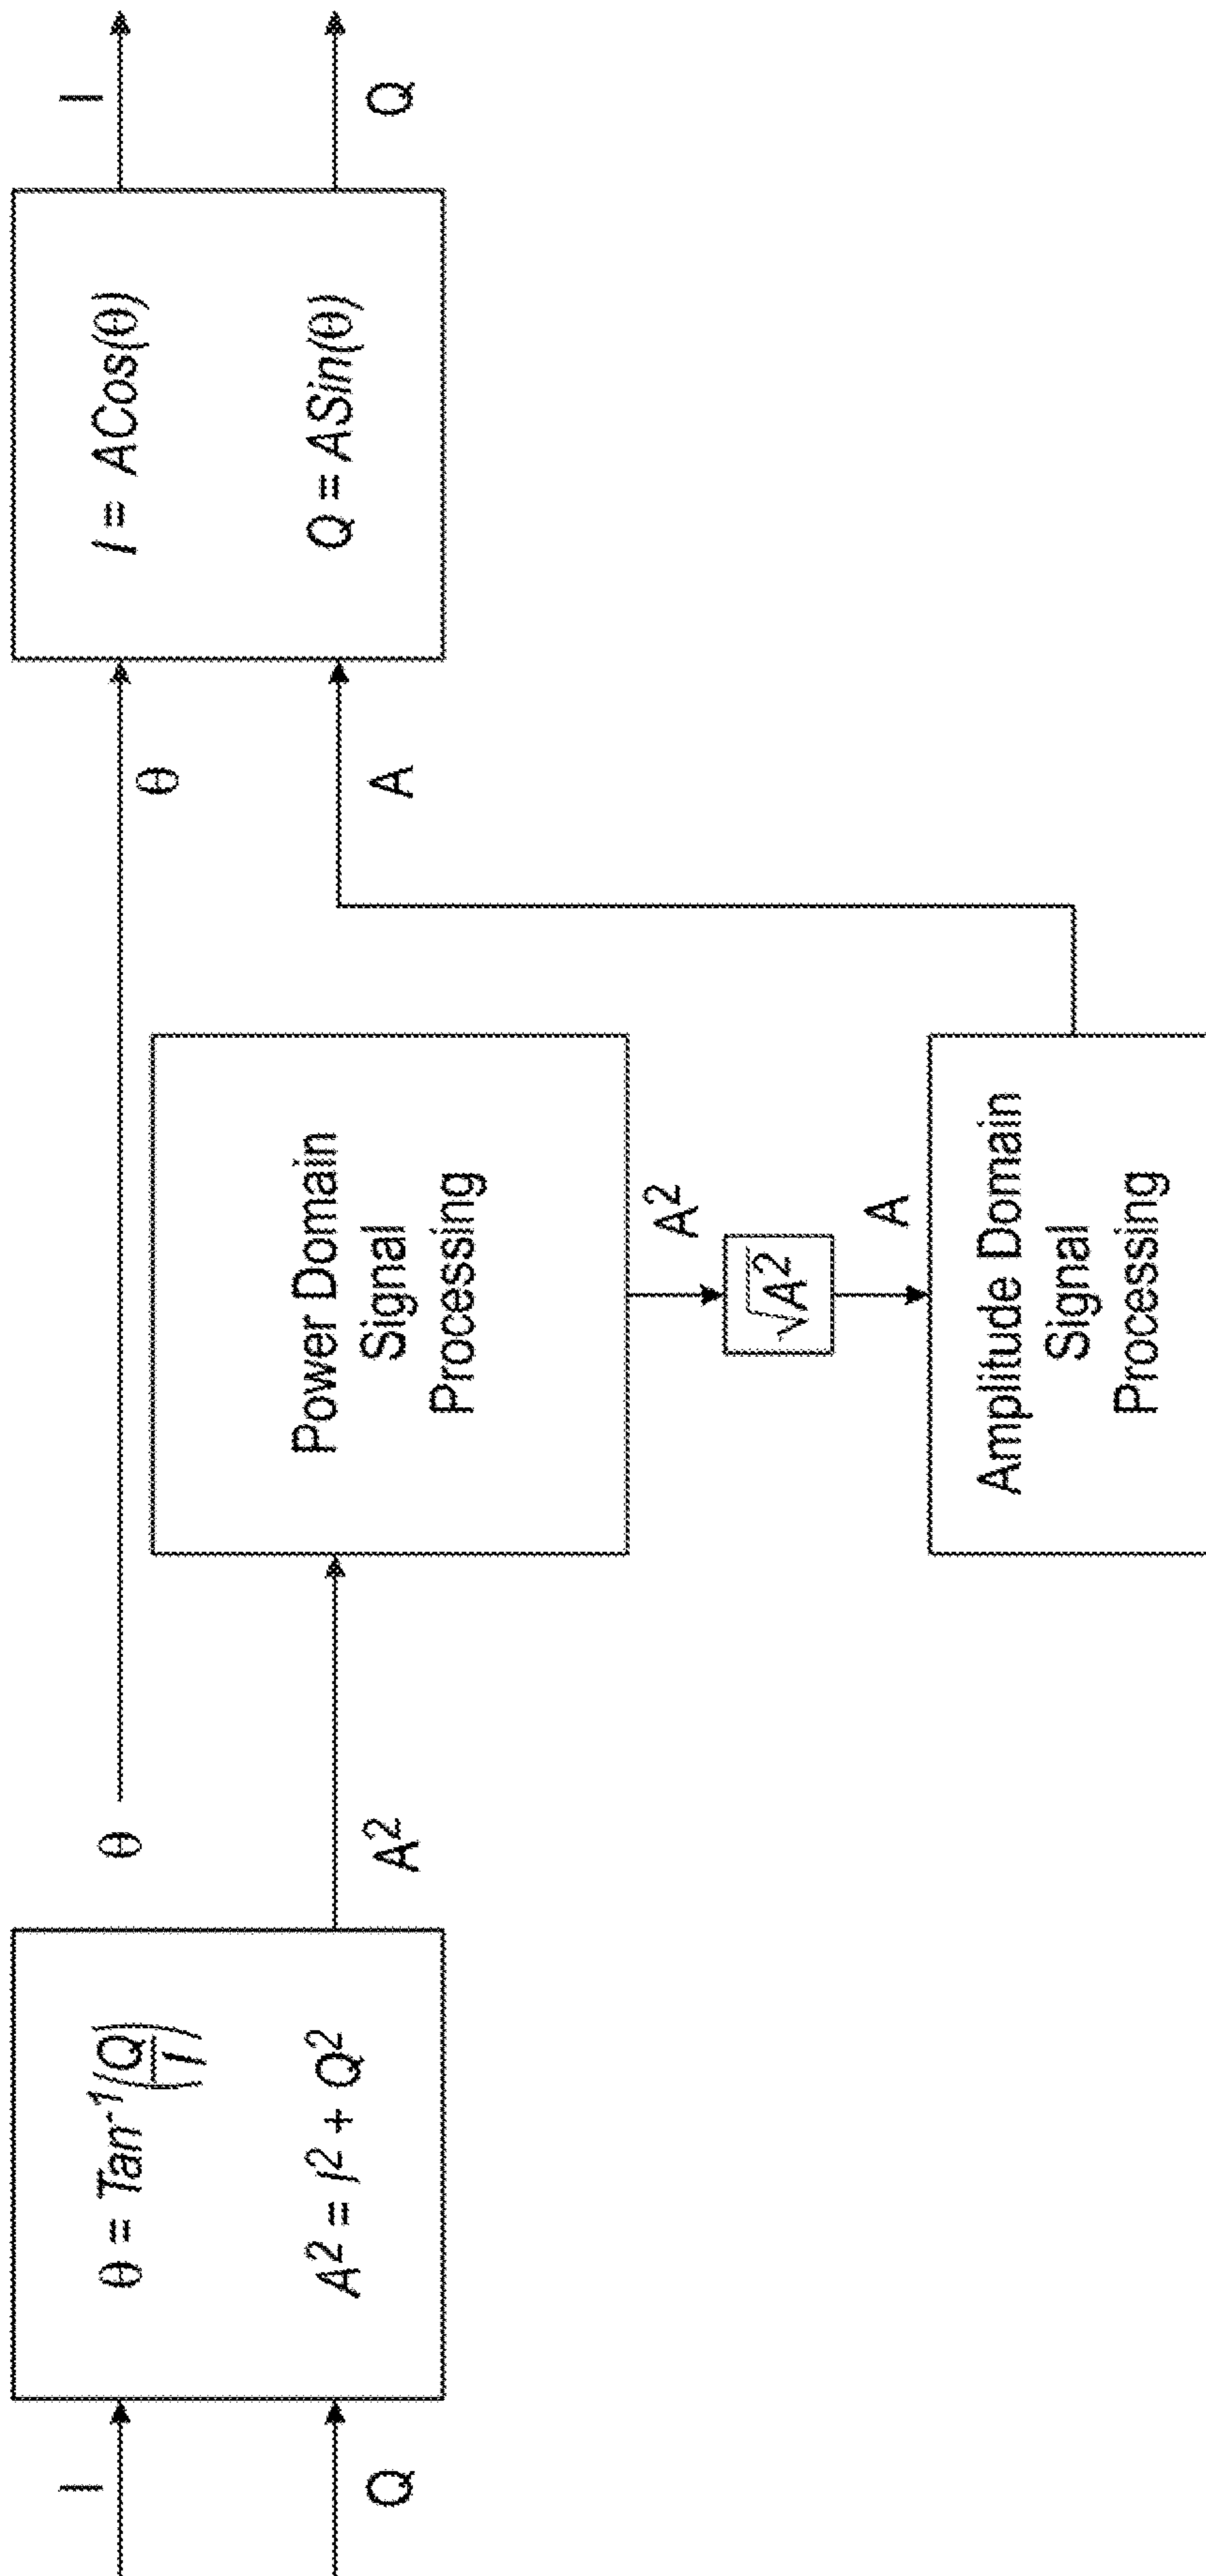 I
Q
θ = Tan⁻¹(Q/I)
A² = I² + Q²
θ
A²
Power Domain
Signal
Processing
A²
√A²
A
Amplitude Domain
Signal
Processing
θ
A
I = ACos(θ)
Q = ASin(θ)
I
Q